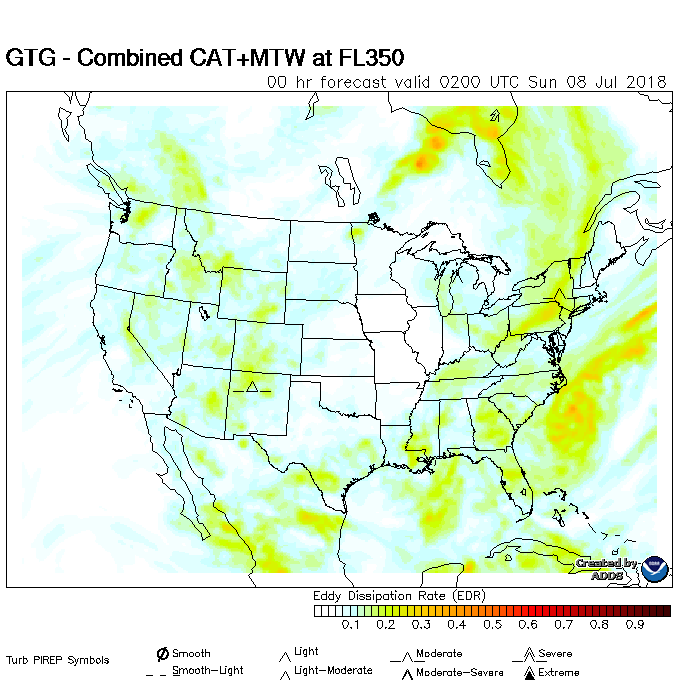 GTG - Combined CAT+MTW at FL350
00 hr forecast valid 0200 UTC Sun 08 Jul 2018
Created by
ADDS
Eddy Dissipation Rate (EDR)
0.1 0.2 0.3 0.4 0.5 0.6 0.7 0.8 0.9
Turb PIREP Symbols
Smooth Light Moderate Severe
Smooth-Light Light-Moderate Moderate-Severe Extreme